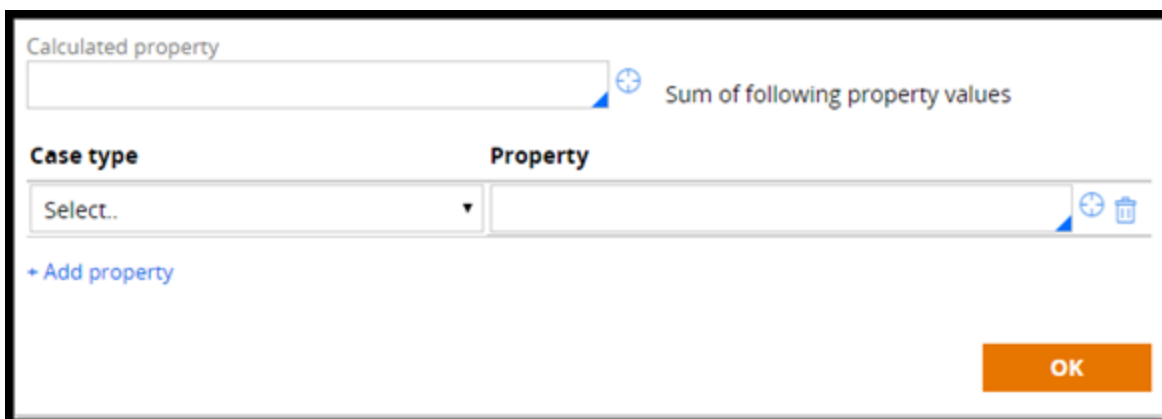 Calculated property
Sum of following property values
Case type Property
Select..
+ Add property
OK